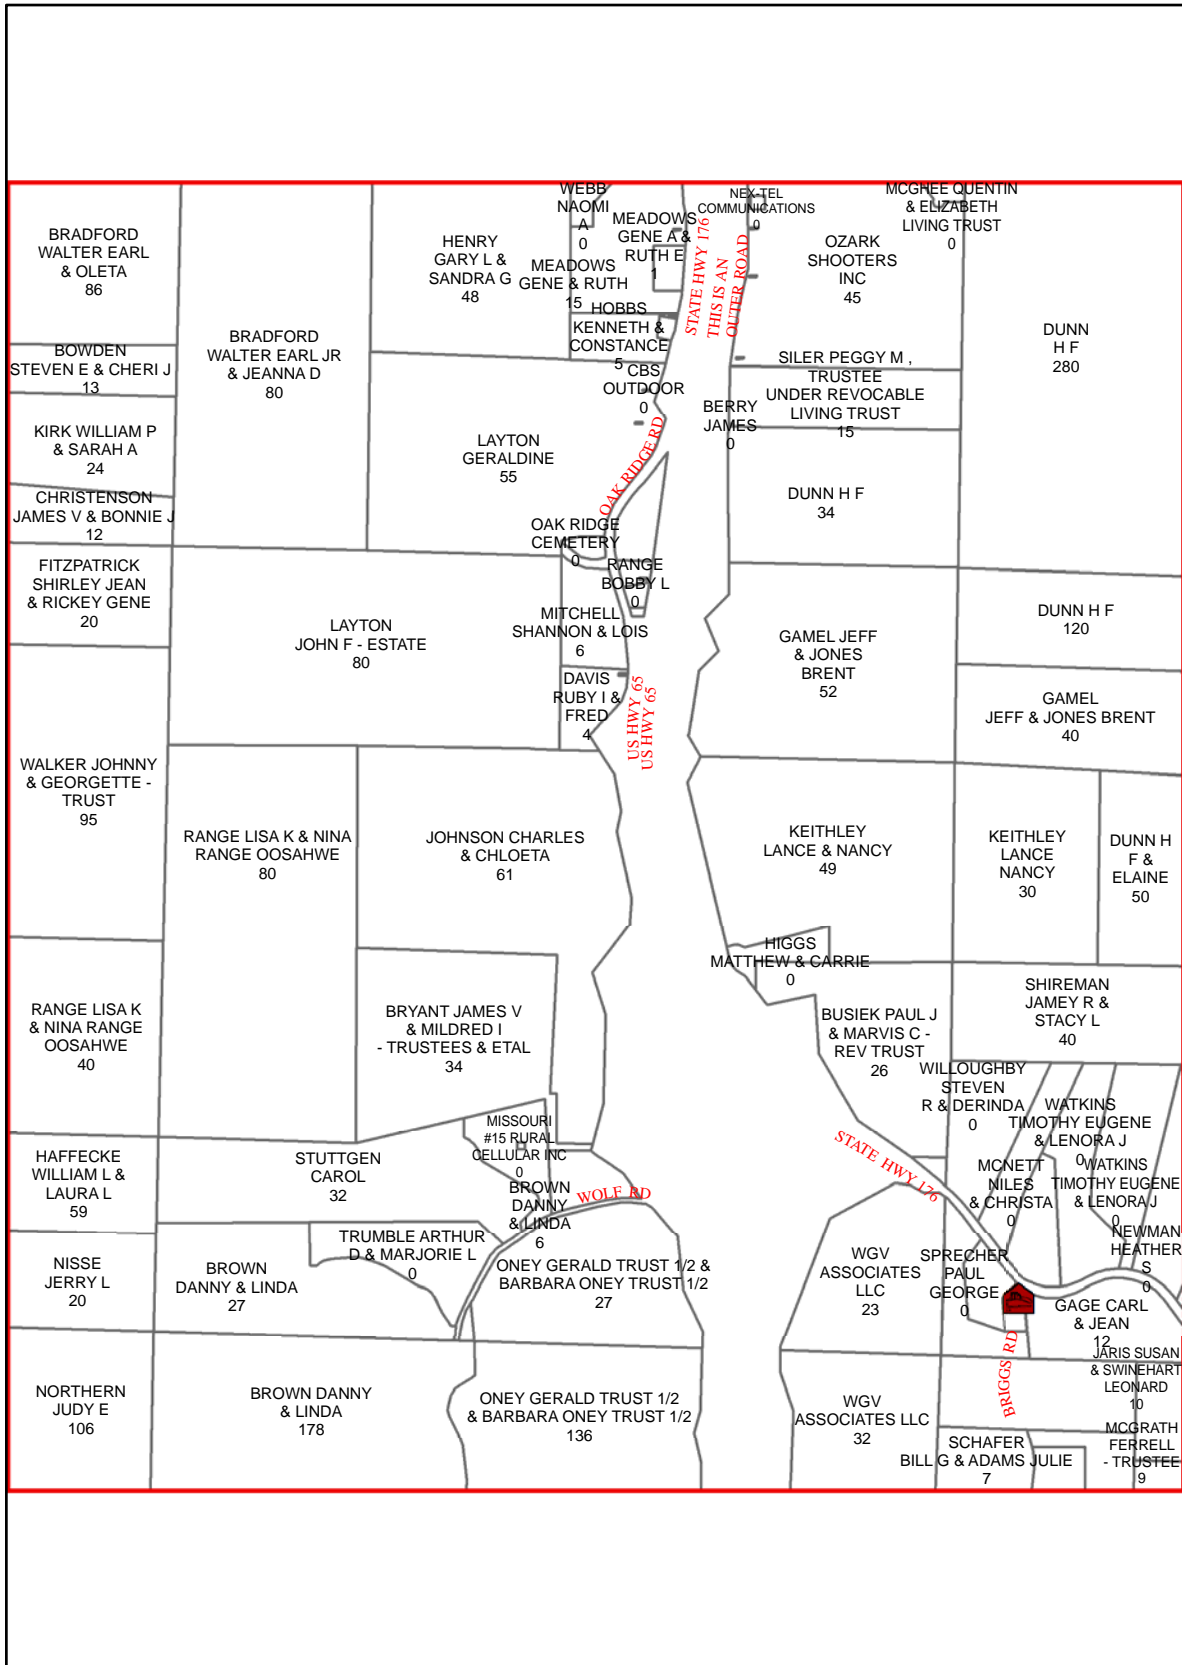 BRADFORD
WALTER EARL
& OLETA
86
BOWDEN
STEVEN E & CHERI J
13
KIRK WILLIAM P
& SARAH A
24
CHRISTENSON
JAMES V & BONNIE J
12
FITZPATRICK
SHIRLEY JEAN
& RICKEY GENE
20
WALKER JOHNNY
& GEORGETTE -
TRUST
95
RANGE LISA K
& NINA RANGE
OOSAHWE
40
HAFFECKE
WILLIAM L &
LAURA L
59
NISSE
JERRY L
20
NORTHERN
JUDY E
106
BRADFORD
WALTER EARL JR
& JEANNA D
80
HENRY
GARY L &
SANDRA G
48
WEBB
NAOMI
A
0
MEADOWS
GENE A &
RUTH E
1
MEADOWS
GENE & RUTH
15
HOBBS
KENNETH &
CONSTANCE
5
CBS
OUTDOOR
0
LAYTON
GERALDINE
55
OAK RIDGE RD
OAK RIDGE
CEMETERY
0
RANGE
BOBBY L
0
LAYTON
JOHN F - ESTATE
80
MITCHELL
SHANNON & LOIS
6
DAVIS
RUBY I &
FRED
4
US HWY 65
US HWY 65
STATE HWY 176
THIS IS AN
OUTER ROAD
NEX-TEL
COMMUNICATIONS
0
OZARK
SHOOTERS
INC
45
MCGHEE QUENTIN
& ELIZABETH
LIVING TRUST
0
DUNN
H F
280
SILER PEGGY M ,
TRUSTEE
UNDER REVOCABLE
LIVING TRUST
15
BERRY
JAMES
0
DUNN H F
34
DUNN H F
120
GAMEL JEFF
& JONES
BRENT
52
GAMEL
JEFF & JONES BRENT
40
RANGE LISA K & NINA
RANGE OOSAHWE
80
JOHNSON CHARLES
& CHLOETA
61
KEITHLEY
LANCE & NANCY
49
KEITHLEY
LANCE
NANCY
30
DUNN H
F &
ELAINE
50
HIGGS
MATTHEW & CARRIE
0
BRYANT JAMES V
& MILDRED I
- TRUSTEES & ETAL
34
BUSIEK PAUL J
& MARVIS C -
REV TRUST
26
SHIREMAN
JAMEY R &
STACY L
40
WILLOUGHBY
STEVEN
R & DERINDA
0
WATKINS
TIMOTHY EUGENE
& LENORA J
0
MCNETT
NILES
& CHRISTA
0
WATKINS
TIMOTHY EUGENE
& LENORA J
0
NEWMAN
HEATHER
S
0
STATE HWY 176
MISSOURI
#15 RURAL
CELLULAR INC
0
STUTTGEN
CAROL
32
BROWN
DANNY
& LINDA
6
WOLF RD
TRUMBLE ARTHUR
D & MARJORIE L
0
BROWN
DANNY & LINDA
27
ONEY GERALD TRUST 1/2 &
BARBARA ONEY TRUST 1/2
27
WGV
ASSOCIATES
LLC
23
SPRECHER
PAUL
GEORGE
0
GAGE CARL
& JEAN
12
BRIGGS RD
JARIS SUSAN
& SWINEHART
LEONARD
10
BROWN DANNY
& LINDA
178
ONEY GERALD TRUST 1/2
& BARBARA ONEY TRUST 1/2
136
WGV
ASSOCIATES LLC
32
SCHAFER
BILL G & ADAMS JULIE
7
MCGRATH
FERRELL
- TRUSTEE
9